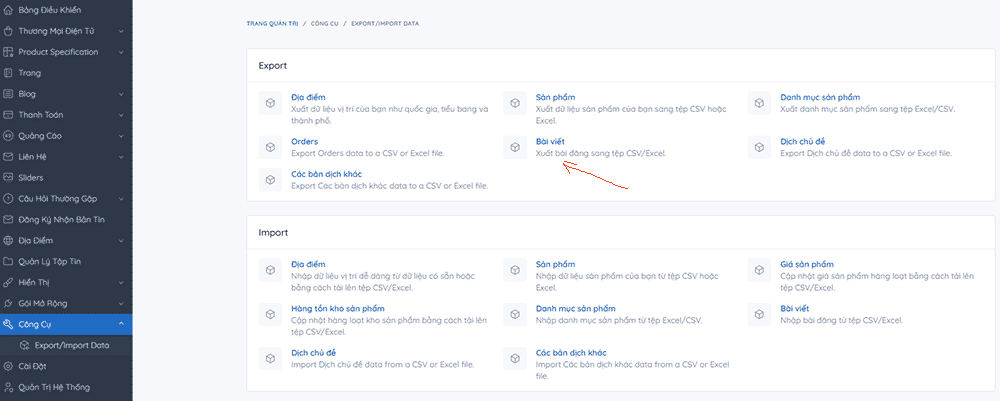 Bảng Điều Khiển
Thương Mại Điện Tử
Product Specification
Trang
Blog
Thanh Toán
Quảng Cáo
Liên Hệ
Sliders
Câu Hỏi Thường Gặp
Đăng Ký Nhận Bản Tin
Địa Điểm
Quản Lý Tập Tin
Hiển Thị
Gói Mở Rộng
Công Cụ
Export/Import Data
Cài Đặt
Quản Trị Hệ Thống
TRANG QUẢN TRỊ / CÔNG CỤ / EXPORT/IMPORT DATA
Export
Địa điểm
Xuất dữ liệu vị trí của bạn như quốc gia, tiểu bang và
thành phố.
Sản phẩm
Xuất dữ liệu sản phẩm của bạn sang tệp CSV hoặc
Excel.
Danh mục sản phẩm
Xuất danh mục sản phẩm sang tệp Excel/CSV.
Orders
Export Orders data to a CSV or Excel file.
Bài viết
Xuất bài đăng sang tệp CSV/Excel.
Dịch chủ đề
Export Dịch chủ đề data to a CSV or Excel file.
Các bản dịch khác
Export Các bản dịch khác data to a CSV or Excel file.
Import
Địa điểm
Nhập dữ liệu vị trí dễ dàng từ dữ liệu có sẵn hoặc
bằng cách tải lên tệp CSV/Excel.
Sản phẩm
Nhập dữ liệu sản phẩm của bạn từ tệp CSV hoặc
Excel.
Giá sản phẩm
Cập nhật giá sản phẩm hàng loạt bằng cách tải lên
tệp CSV/Excel.
Hàng tồn kho sản phẩm
Cập nhật hàng loạt kho sản phẩm bằng cách tải lên
tệp CSV/Excel.
Danh mục sản phẩm
Nhập danh mục sản phẩm từ tệp Excel/CSV.
Bài viết
Nhập bài đăng từ tệp CSV/Excel.
Dịch chủ đề
Import Dịch chủ đề data from a CSV or Excel file.
Các bản dịch khác
Import Các bản dịch khác data from a CSV or Excel
file.